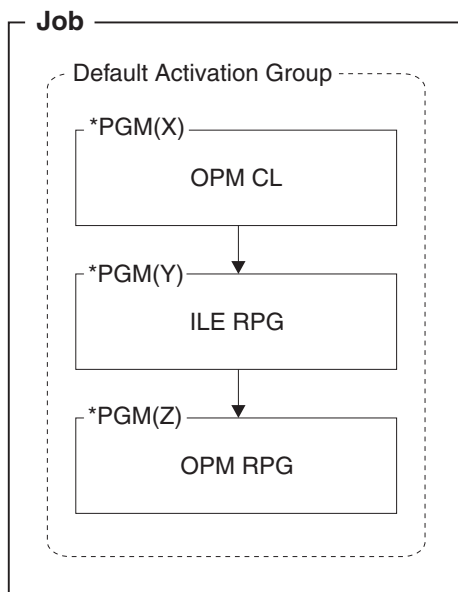 Job
Default Activation Group
*PGM(X)
OPM CL
*PGM(Y)
ILE RPG
*PGM(Z)
OPM RPG